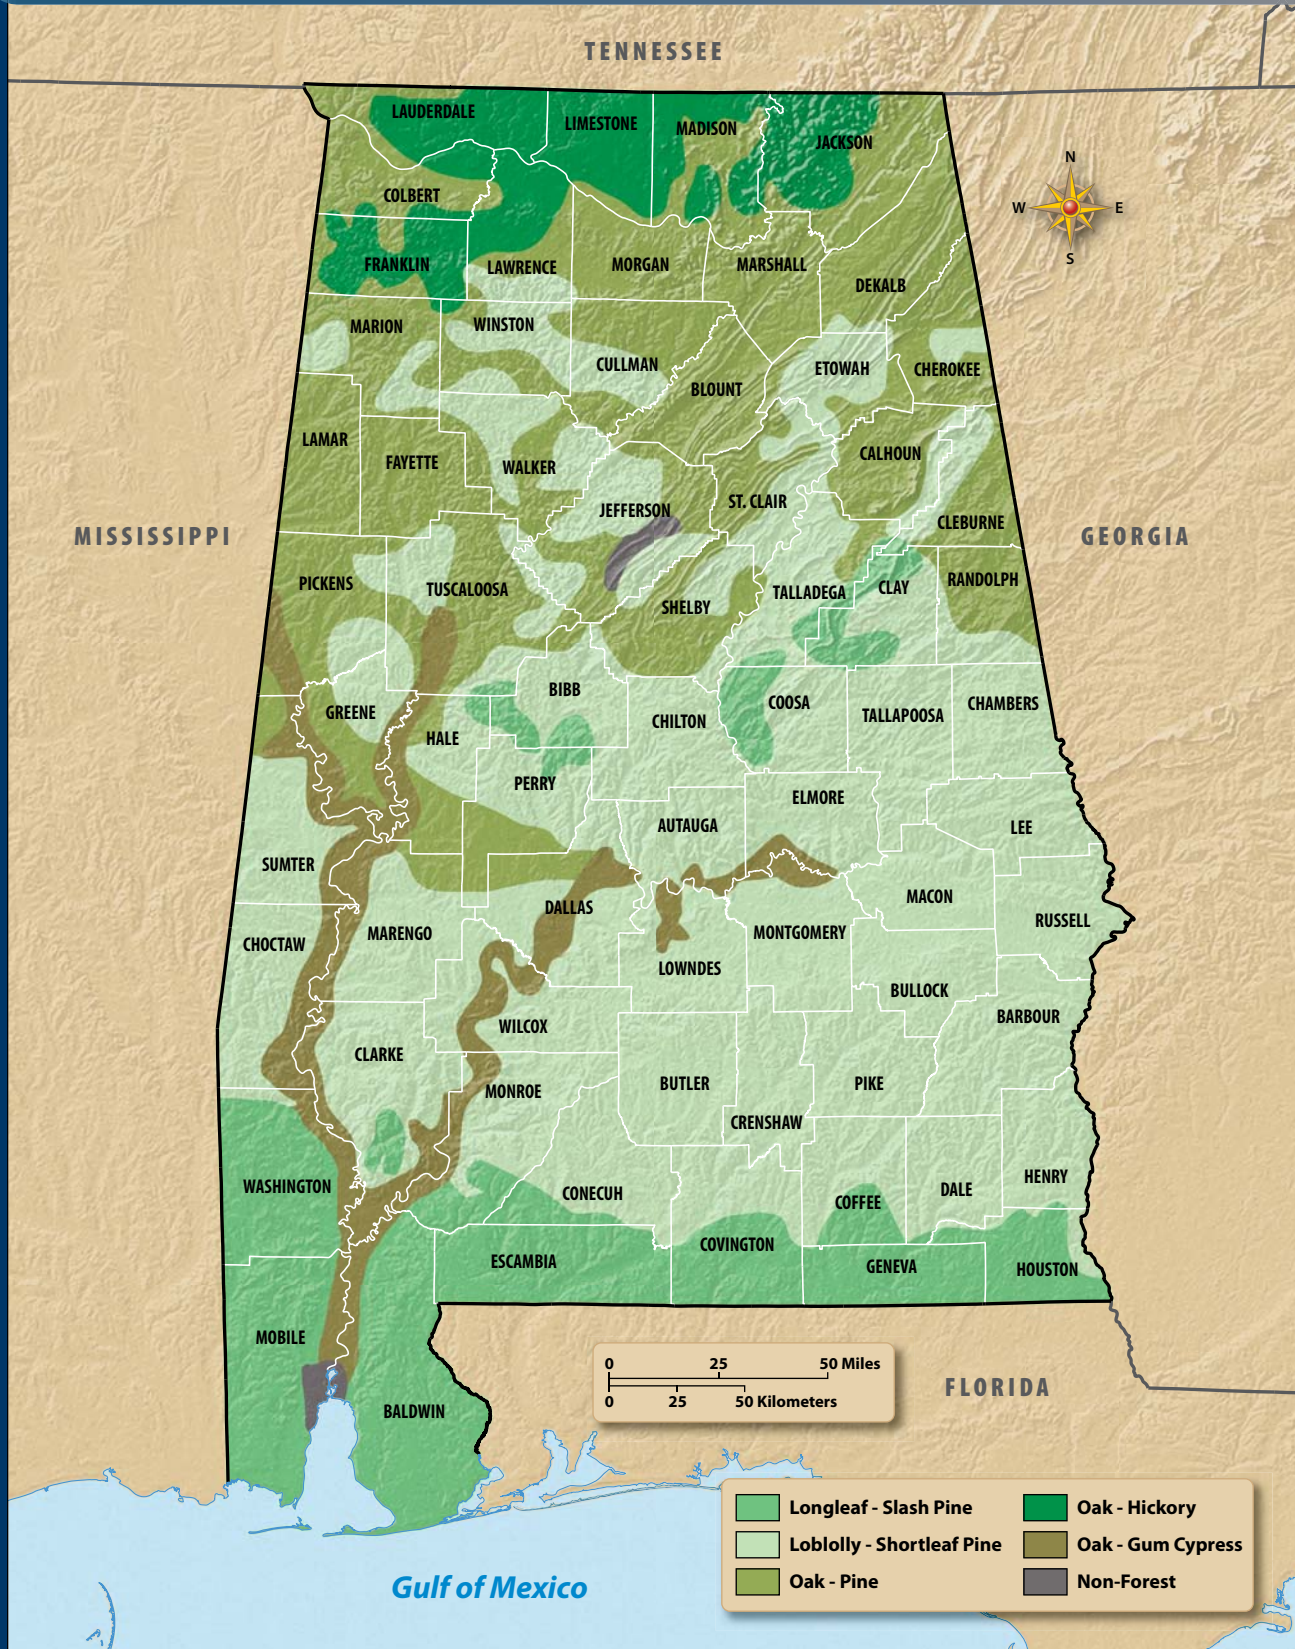 TENNESSEE
LAUDERDALE
LIMESTONE
MADISON
JACKSON
N
W
E
S
COLBERT
FRANKLIN
LAWRENCE
MORGAN
MARSHALL
DEKALB
MARION
WINSTON
CULLMAN
BLOUNT
ETOWAH
CHEROKEE
LAMAR
FAYETTE
WALKER
CALHOUN
JEFFERSON
ST. CLAIR
CLEBURNE
MISSISSIPPI
GEORGIA
PICKENS
TUSCALOOSA
SHELBY
TALLADEGA
CLAY
RANDOLPH
GREENE
HALE
BIBB
CHILTON
COOSA
TALLAPOOSA
CHAMBERS
PERRY
AUTAUGA
ELMORE
LEE
SUMTER
DALLAS
MACON
RUSSELL
CHOCTAW
MARENGO
LOWNDES
MONTGOMERY
BULLOCK
BARBOUR
WILCOX
CLARKE
MONROE
BUTLER
CRENSHAW
PIKE
WASHINGTON
CONECUH
COFFEE
DALE
HENRY
ESCAMBIA
COVINGTON
GENEVA
HOUSTON
MOBILE
BALDWIN
0 25 50 Miles
0 25 50 Kilometers
FLORIDA
Gulf of Mexico
Longleaf - Slash Pine
Loblolly - Shortleaf Pine
Oak - Pine
Oak - Hickory
Oak - Gum Cypress
Non-Forest